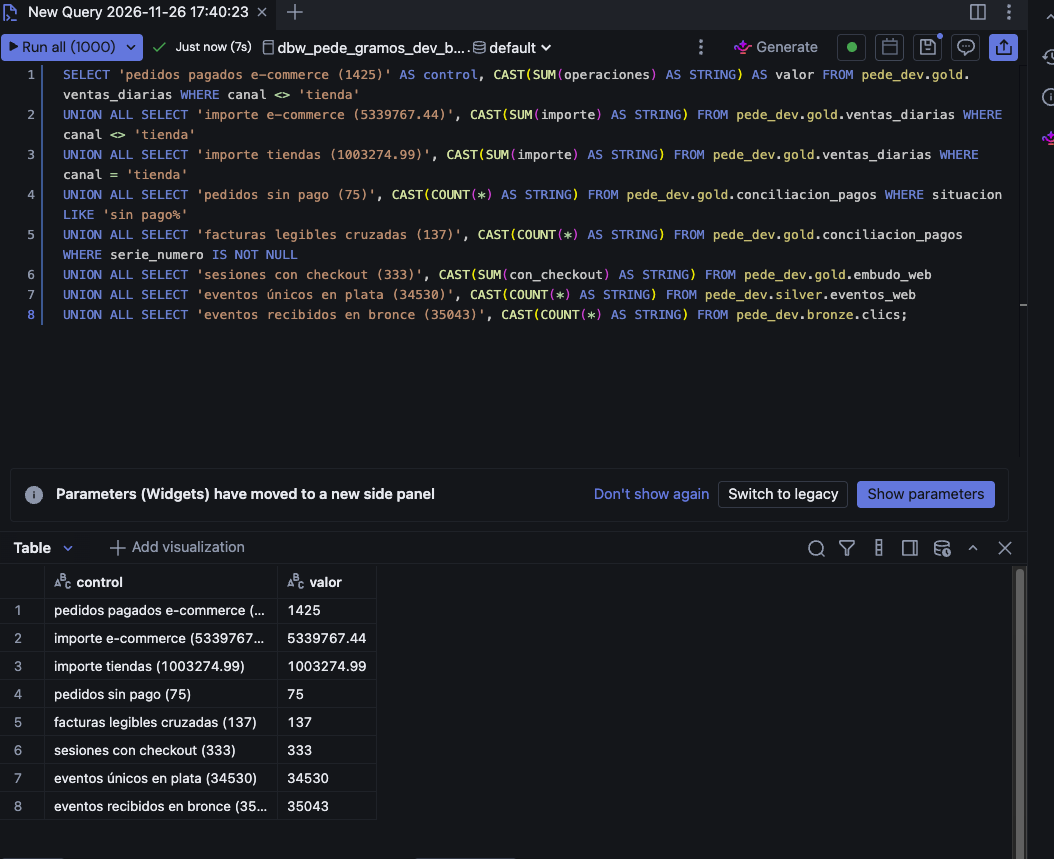 New Query 2026-11-26 17:40:23
Run all (1000) Just now (7s) dbw_pede_gramos_dev_b... default Generate
1 SELECT 'pedidos pagados e-commerce (1425)' AS control, CAST(SUM(operaciones) AS STRING) AS valor FROM pede_dev.gold.
ventas_diarias WHERE canal <> 'tienda'
2 UNION ALL SELECT 'importe e-commerce (5339767.44)', CAST(SUM(importe) AS STRING) FROM pede_dev.gold.ventas_diarias WHERE
canal <> 'tienda'
3 UNION ALL SELECT 'importe tiendas (1003274.99)', CAST(SUM(importe) AS STRING) FROM pede_dev.gold.ventas_diarias WHERE
canal = 'tienda'
4 UNION ALL SELECT 'pedidos sin pago (75)', CAST(COUNT(*) AS STRING) FROM pede_dev.gold.conciliacion_pagos WHERE situacion
LIKE 'sin pago%'
5 UNION ALL SELECT 'facturas legibles cruzadas (137)', CAST(COUNT(*) AS STRING) FROM pede_dev.gold.conciliacion_pagos
WHERE serie_numero IS NOT NULL
6 UNION ALL SELECT 'sesiones con checkout (333)', CAST(SUM(con_checkout) AS STRING) FROM pede_dev.gold.embudo_web
7 UNION ALL SELECT 'eventos únicos en plata (34530)', CAST(COUNT(*) AS STRING) FROM pede_dev.silver.eventos_web
8 UNION ALL SELECT 'eventos recibidos en bronce (35043)', CAST(COUNT(*) AS STRING) FROM pede_dev.bronze.clics;
Parameters (Widgets) have moved to a new side panel Don't show again Switch to legacy Show parameters
Table Add visualization
control valor
1 pedidos pagados e-commerce (... 1425
2 importe e-commerce (5339767... 5339767.44
3 importe tiendas (1003274.99) 1003274.99
4 pedidos sin pago (75) 75
5 facturas legibles cruzadas (137) 137
6 sesiones con checkout (333) 333
7 eventos únicos en plata (34530) 34530
8 eventos recibidos en bronce (35... 35043